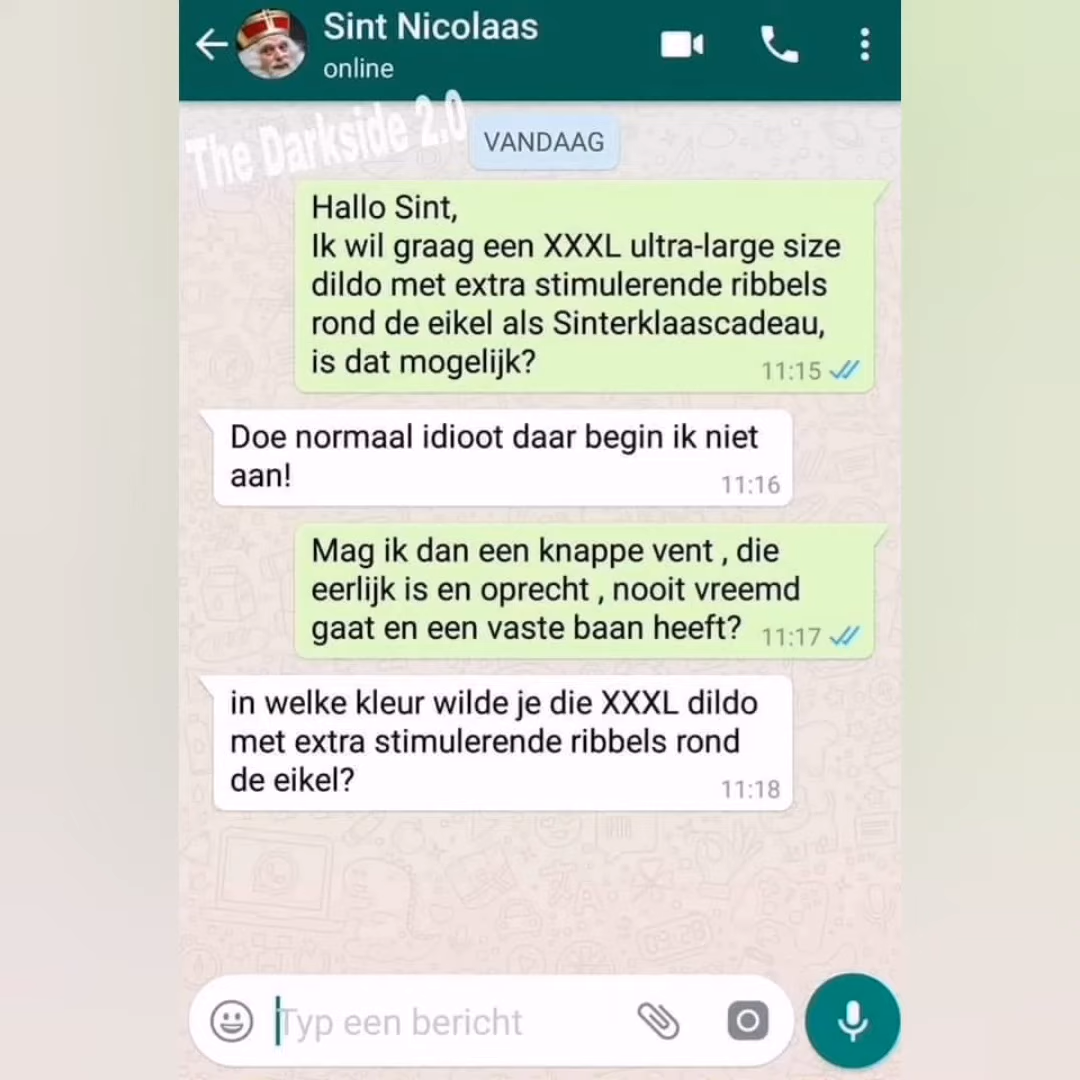 Sint Nicolaas
online
The Darkside 2.0
VANDAAG
Hallo Sint,
Ik wil graag een XXXL ultra-large size
dildo met extra stimulerende ribbels
rond de eikel als Sinterklaascadeau,
is dat mogelijk?
11:15
Doe normaal idioot daar begin ik niet
aan!
11:16
Mag ik dan een knappe vent , die
eerlijk is en oprecht , nooit vreemd
gaat en een vaste baan heeft?
11:17
in welke kleur wilde je die XXXL dildo
met extra stimulerende ribbels rond
de eikel?
11:18
Typ een bericht